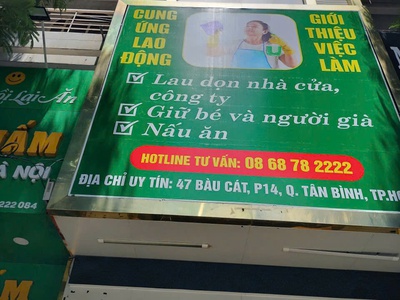 CUNG
ỨNG
LAO
ĐỘNG
GIỚI
THIỆU
VIỆC
LÀM
Lau dọn nhà cửa,
công ty
Giữ bé và người già
Nấu ăn
HOTLINE TƯ VẤN: 08 68 78 2222
ĐỊA CHỈ UY TÍN: 47 BÀU CÁT, P14, Q. TÂN BÌNH, TP.HC
Lại Ăn
À NỘI
222 084